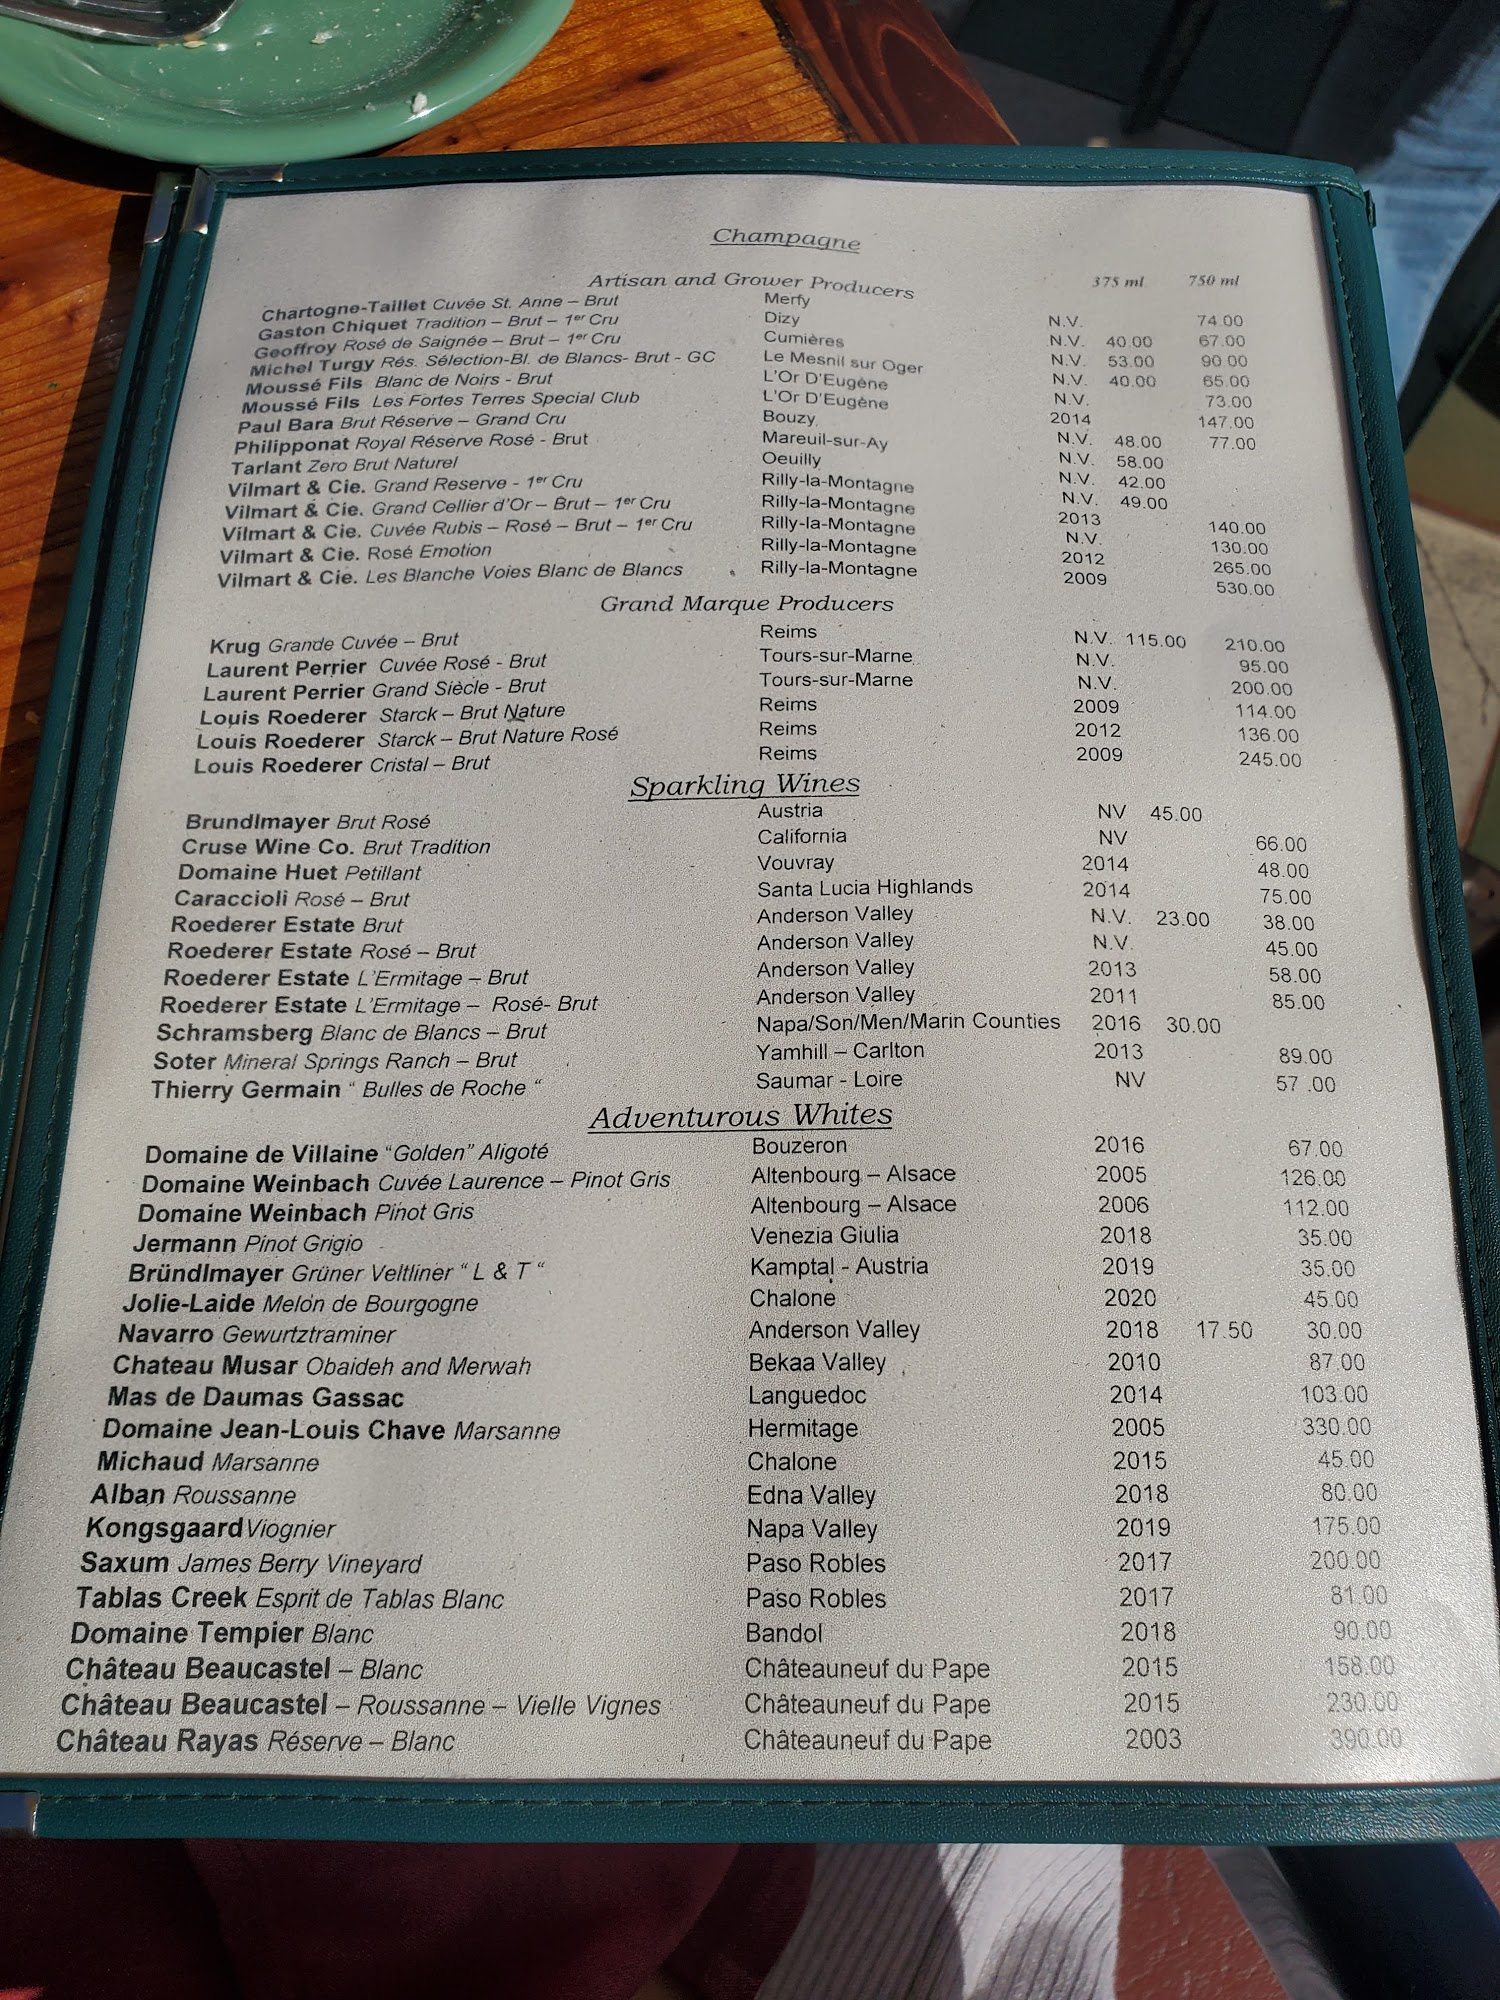 Champagne
Artisan and Grower Producers 375 ml 750 ml
Chartogne-Taillet Cuvée St. Anne – Brut Merfy N.V. 74.00
Gaston Chiquet Tradition – Brut – 1er Cru Dizy N.V. 40.00 67.00
Geoffroy Rosé de Saignée – Brut – 1er Cru Cumières N.V. 53.00 90.00
Michel Turgy Rés. Sélection-Bl. de Blancs- Brut - GC Le Mesnil sur Oger N.V. 40.00 65.00
Moussé Fils Blanc de Noirs - Brut L'Or D'Eugène N.V. 73.00
Moussé Fils Les Fortes Terres Special Club L'Or D'Eugène 2014 147.00
Paul Bara Brut Réserve – Grand Cru Bouzy N.V. 48.00 77.00
Philipponat Royal Réserve Rosé - Brut Mareuil-sur-Ay N.V. 58.00
Tarlant Zero Brut Naturel Oeuilly N.V. 42.00
Vilmart & Cie. Grand Reserve - 1er Cru Rilly-la-Montagne N.V. 49.00
Vilmart & Cie. Grand Cellier d'Or – Brut – 1er Cru Rilly-la-Montagne 2013 140.00
Vilmart & Cie. Cuvée Rubis – Rosé – Brut – 1er Cru Rilly-la-Montagne N.V. 130.00
Vilmart & Cie. Rosé Emotion Rilly-la-Montagne 2012 265.00
Vilmart & Cie. Les Blanche Voies Blanc de Blancs Rilly-la-Montagne 2009 530.00
Grand Marque Producers
Krug Grande Cuvée – Brut Reims N.V. 115.00 210.00
Laurent Perrier Cuvée Rosé - Brut Tours-sur-Marne N.V. 95.00
Laurent Perrier Grand Siècle - Brut Tours-sur-Marne N.V. 200.00
Louis Roederer Starck – Brut Nature Reims 2009 114.00
Louis Roederer Starck – Brut Nature Rosé Reims 2012 136.00
Louis Roederer Cristal – Brut Reims 2009 245.00
Sparkling Wines
Brundlmayer Brut Rosé Austria NV 45.00
Cruse Wine Co. Brut Tradition California NV 66.00
Domaine Huet Petillant Vouvray 2014 48.00
Caraccioli Rosé – Brut Santa Lucia Highlands 2014 75.00
Roederer Estate Brut Anderson Valley N.V. 23.00 38.00
Roederer Estate Rosé – Brut Anderson Valley N.V. 45.00
Roederer Estate L'Ermitage – Brut Anderson Valley 2013 58.00
Roederer Estate L'Ermitage – Rosé- Brut Anderson Valley 2011 85.00
Schramsberg Blanc de Blancs – Brut Napa/Son/Men/Marin Counties 2016 30.00
Soter Mineral Springs Ranch – Brut Yamhill – Carlton 2013 89.00
Thierry Germain “ Bulles de Roche “ Saumar - Loire NV 57 .00
Adventurous Whites
Domaine de Villaine “Golden” Aligoté Bouzeron 2016 67.00
Domaine Weinbach Cuvée Laurence – Pinot Gris Altenbourg – Alsace 2005 126.00
Domaine Weinbach Pinot Gris Altenbourg – Alsace 2006 112.00
Jermann Pinot Grigio Venezia Giulia 2018 35.00
Bründlmayer Grüner Veltliner “ L & T “ Kamptal - Austria 2019 35.00
Jolie-Laide Melon de Bourgogne Chalone 2020 45.00
Navarro Gewurtztraminer Anderson Valley 2018 17.50 30.00
Chateau Musar Obaideh and Merwah Bekaa Valley 2010 87.00
Mas de Daumas Gassac Languedoc 2014 103.00
Domaine Jean-Louis Chave Marsanne Hermitage 2005 330.00
Michaud Marsanne Chalone 2015 45.00
Alban Roussanne Edna Valley 2018 80.00
Kongsgaard Viognier Napa Valley 2019 175.00
Saxum James Berry Vineyard Paso Robles 2017 200.00
Tablas Creek Esprit de Tablas Blanc Paso Robles 2017 81.00
Domaine Tempier Blanc Bandol 2018 90.00
Château Beaucastel – Blanc Châteauneuf du Pape 2015 158.00
Château Beaucastel – Roussanne – Vielle Vignes Châteauneuf du Pape 2015 230.00
Château Rayas Réserve – Blanc Châteauneuf du Pape 2003 390.00